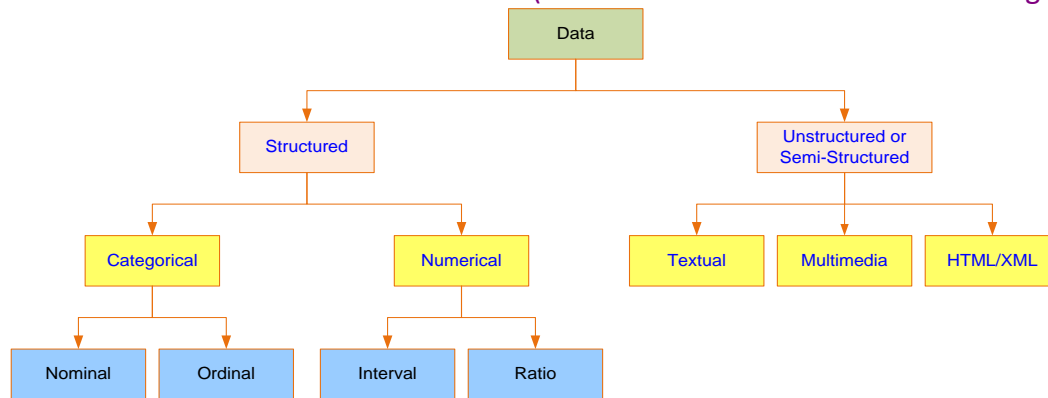 Data
Structured
Unstructured or
Semi-Structured
Categorical
Numerical
Textual
Multimedia
HTML/XML
Nominal
Ordinal
Interval
Ratio